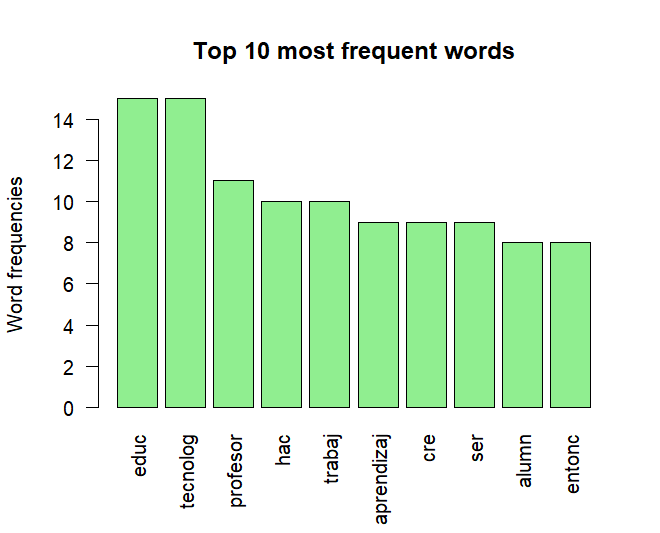 Top 10 most frequent words
Word frequencies
14
12
10
8
6
4
2
0
educ
tecnolog
profesor
hac
trabaj
aprendizaj
cre
ser
alumn
entonc